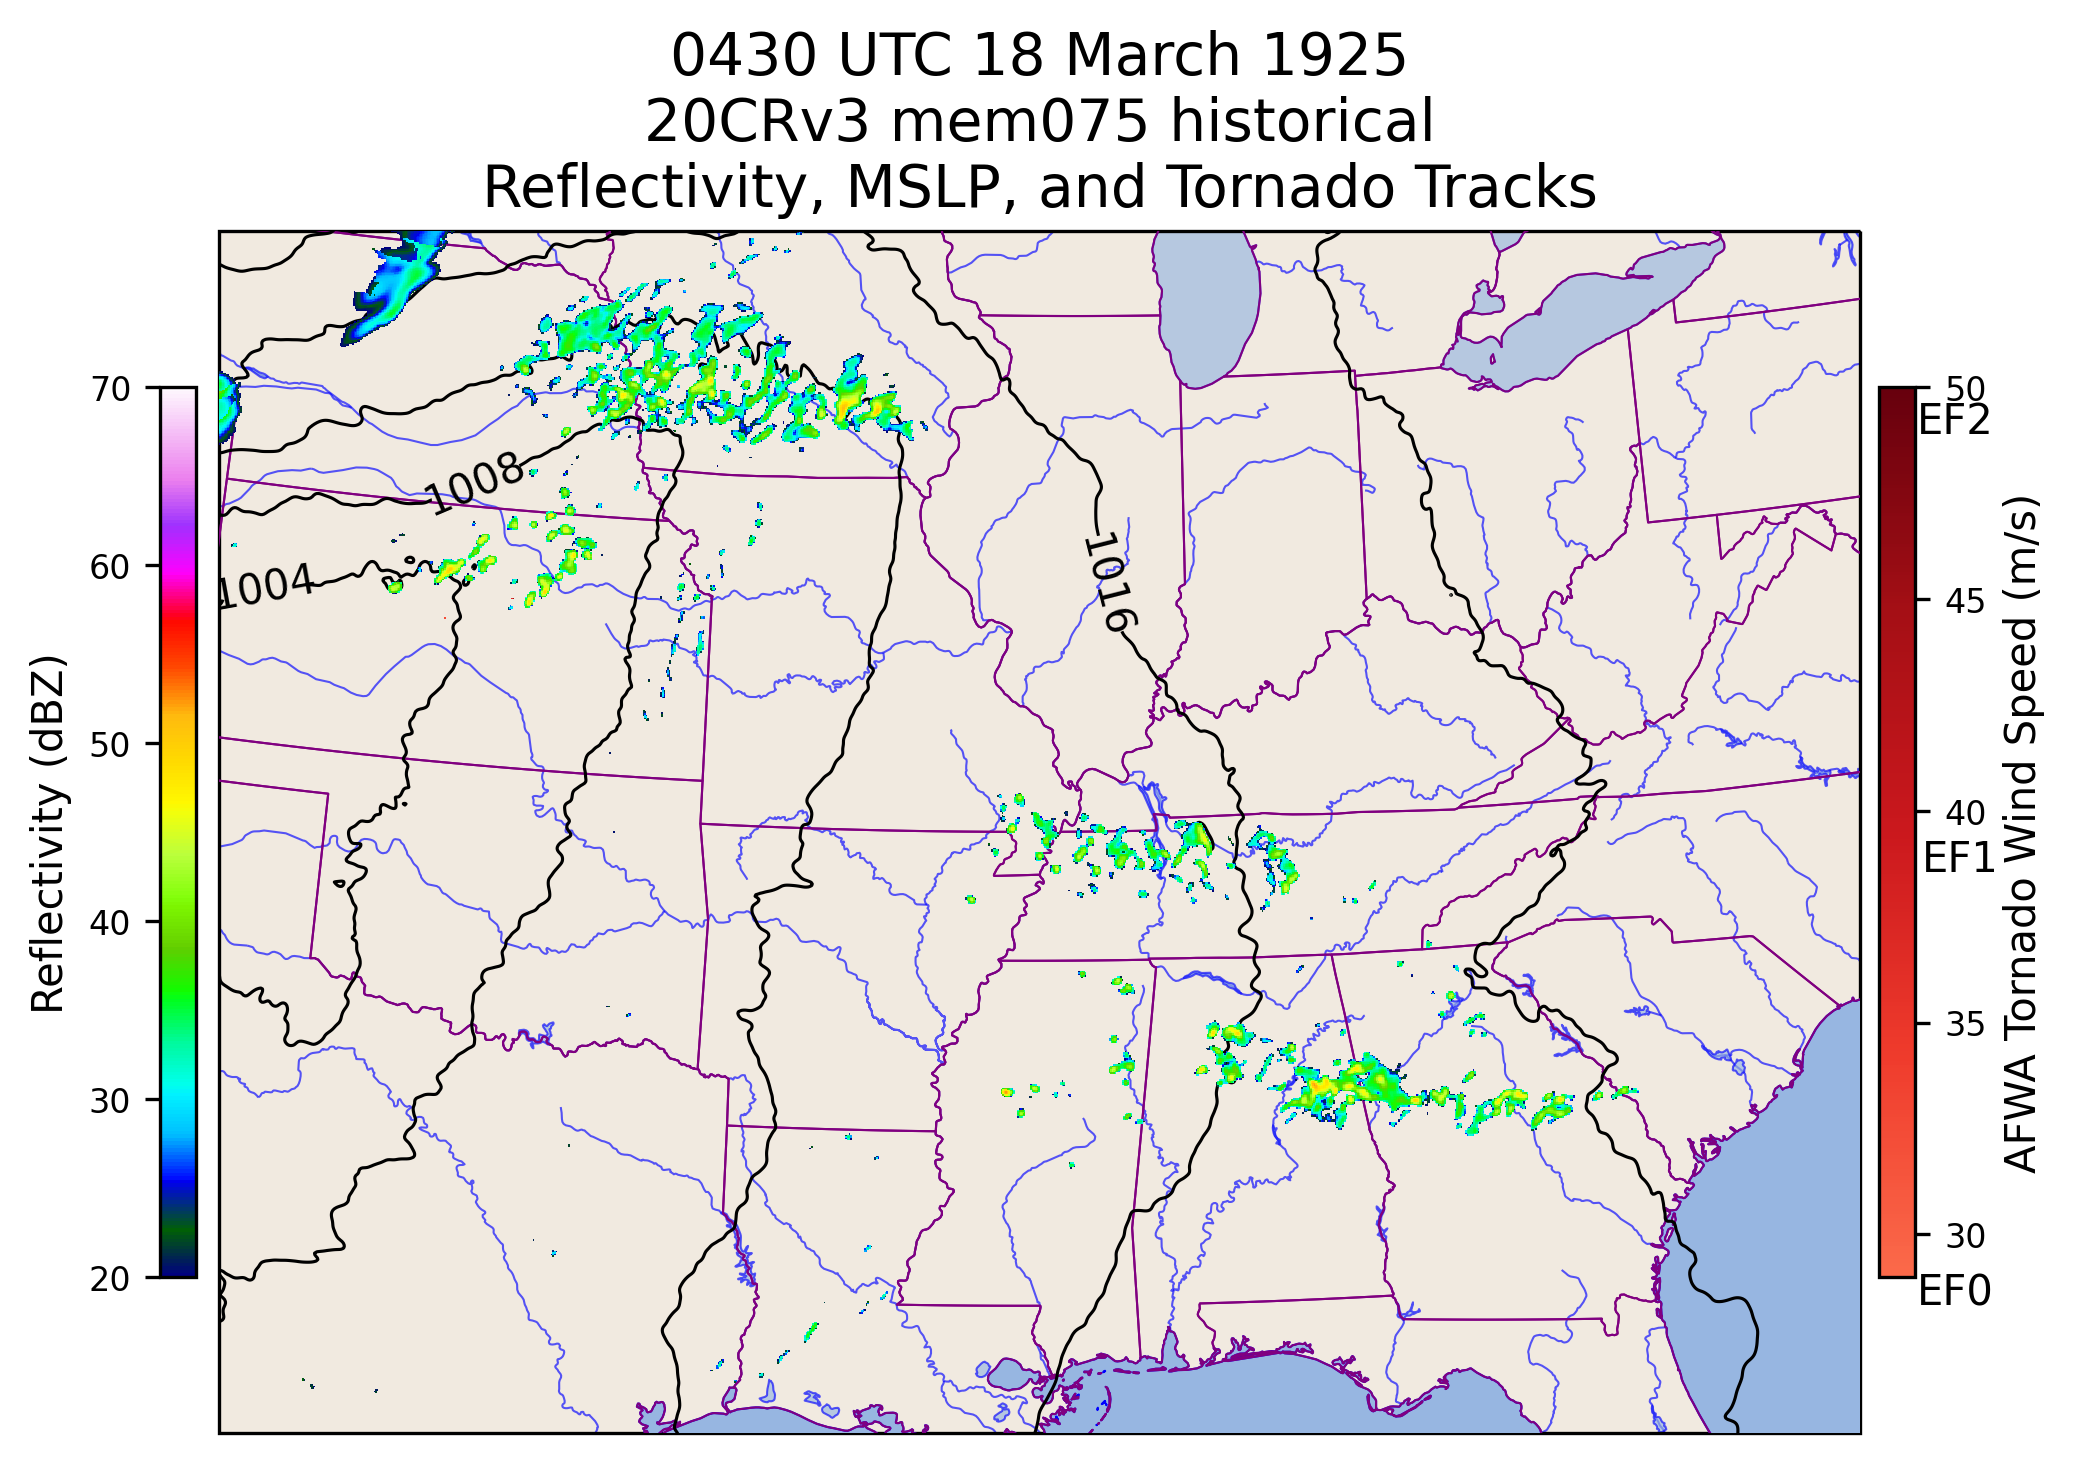 0430 UTC 18 March 1925
20CRv3 mem075 historical
Reflectivity, MSLP, and Tornado Tracks
Reflectivity (dBZ)
70
60
50
40
30
20
1008
1004
1016
50
EF2
45
40
EF1
35
30
EF0
AFWA Tornado Wind Speed (m/s)